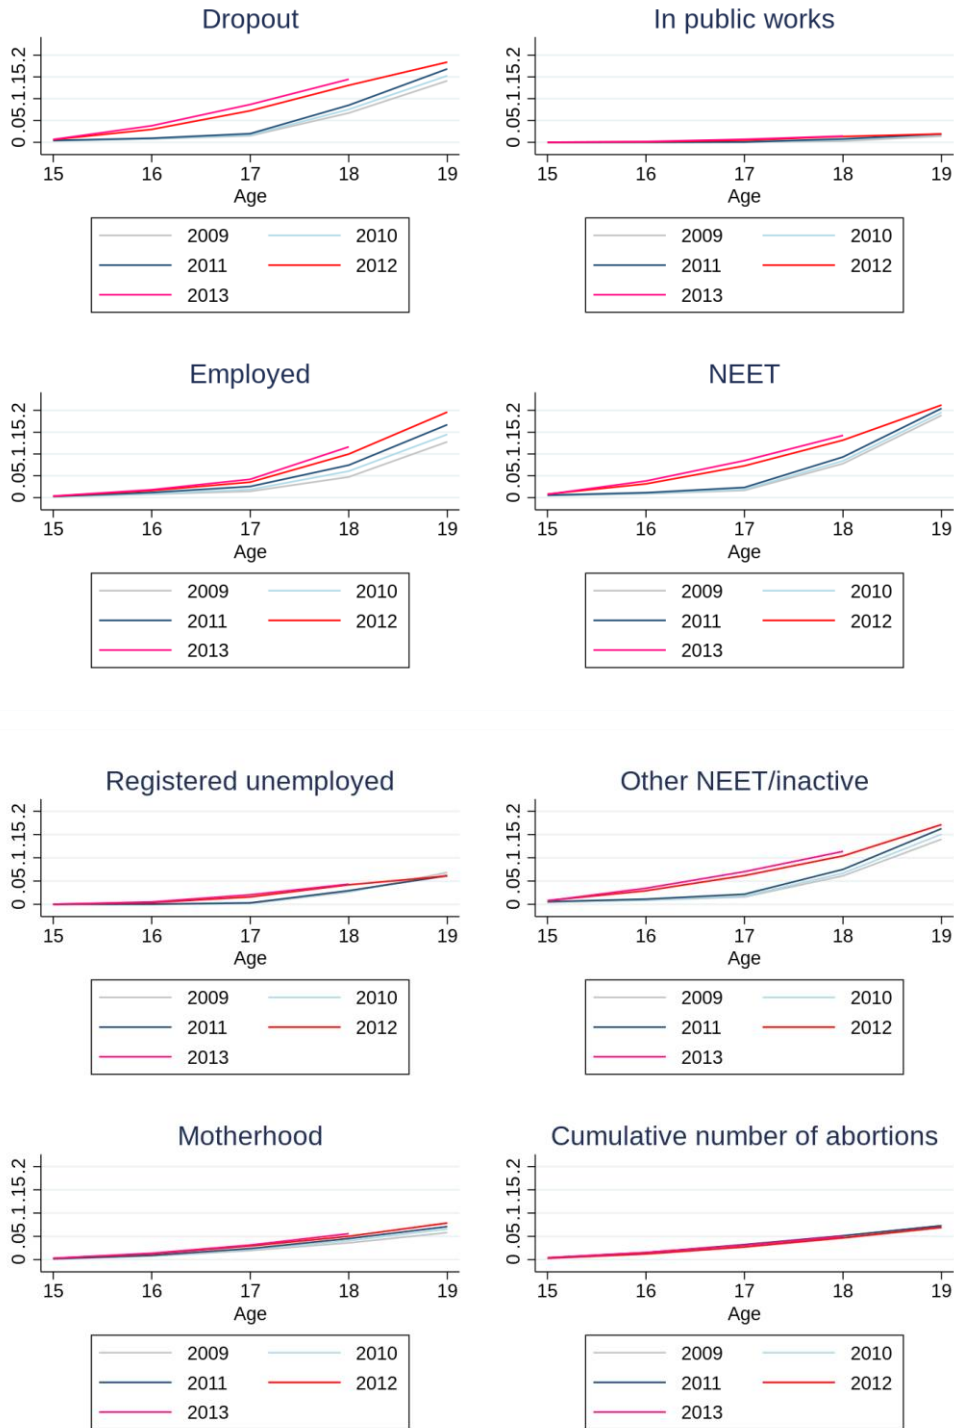 Dropout
0 .05 .1 .15 .2
15 16 17 18 19
Age
2009 2010
2011 2012
2013
In public works
0 .05 .1 .15 .2
15 16 17 18 19
Age
2009 2010
2011 2012
2013
Employed
0 .05 .1 .15 .2
15 16 17 18 19
Age
2009 2010
2011 2012
2013
NEET
0 .05 .1 .15 .2
15 16 17 18 19
Age
2009 2010
2011 2012
2013
Registered unemployed
0 .05 .1 .15 .2
15 16 17 18 19
Age
2009 2010
2011 2012
2013
Other NEET/inactive
0 .05 .1 .15 .2
15 16 17 18 19
Age
2009 2010
2011 2012
2013
Motherhood
0 .05 .1 .15 .2
15 16 17 18 19
Age
2009 2010
2011 2012
2013
Cumulative number of abortions
0 .05 .1 .15 .2
15 16 17 18 19
Age
2009 2010
2011 2012
2013